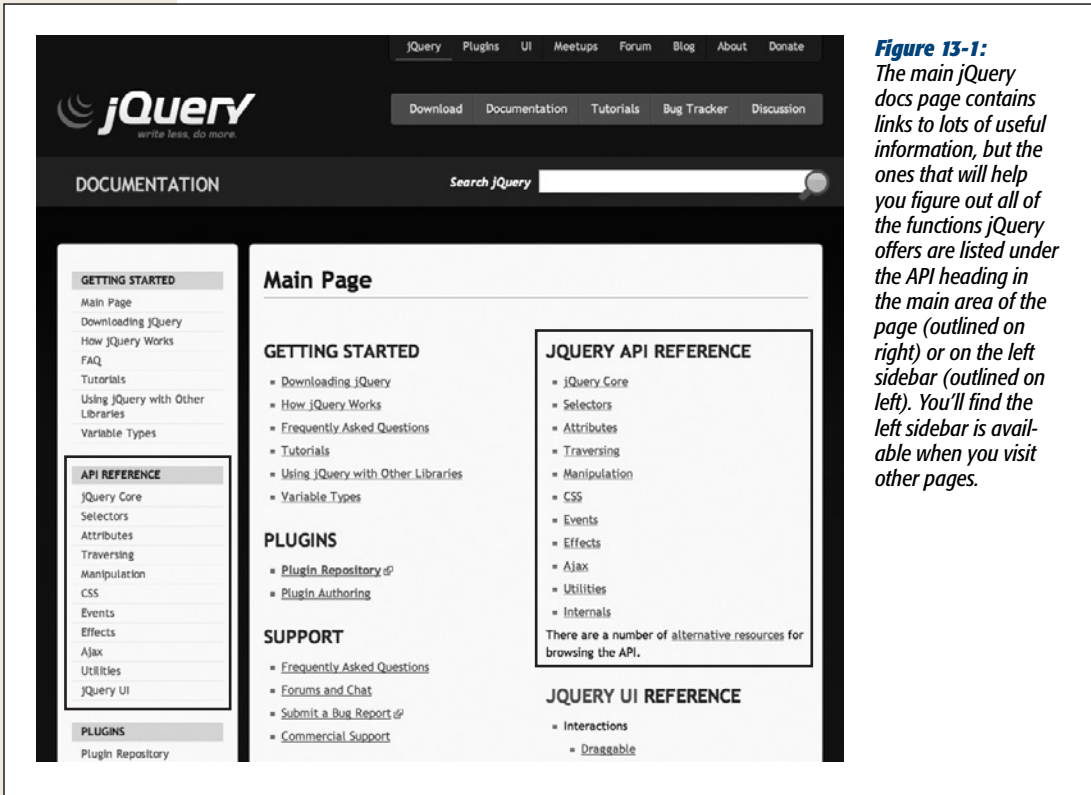 jQuery Plugins UI Meetups Forum Blog About Donate
jQuery
write less, do more.
Download Documentation Tutorials Bug Tracker Discussion
DOCUMENTATION
Search jQuery
GETTING STARTED
Main Page
Downloading jQuery
How jQuery Works
FAQ
Tutorials
Using jQuery with Other
Libraries
Variable Types
API REFERENCE
jQuery Core
Selectors
Attributes
Traversing
Manipulation
CSS
Events
Effects
Ajax
Utilities
jQuery UI
PLUGINS
Plugin Repository
Main Page
GETTING STARTED
Downloading jQuery
How jQuery Works
Frequently Asked Questions
Tutorials
Using jQuery with Other Libraries
Variable Types
PLUGINS
Plugin Repository
Plugin Authoring
SUPPORT
Frequently Asked Questions
Forums and Chat
Submit a Bug Report
Commercial Support
JQUERY API REFERENCE
jQuery Core
Selectors
Attributes
Traversing
Manipulation
CSS
Events
Effects
Ajax
Utilities
Internals
There are a number of alternative resources for
browsing the API.
JQUERY UI REFERENCE
Interactions
Draggable
Figure 13-1:
The main jQuery
docs page contains
links to lots of useful
information, but the
ones that will help
you figure out all of
the functions jQuery
offers are listed under
the API heading in
the main area of the
page (outlined on
right) or on the left
sidebar (outlined on
left). You'll find the
left sidebar is avail-
able when you visit
other pages.